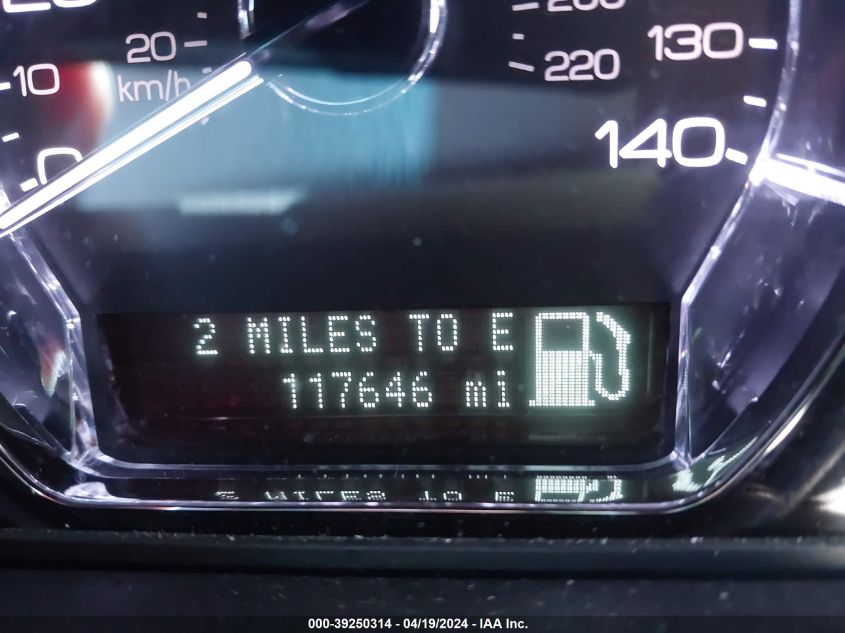 20 200
130
10 km/h 220
0 140
2 MILES TO E
117646 mi
000-39250314 - 04/19/2024 - IAA Inc.